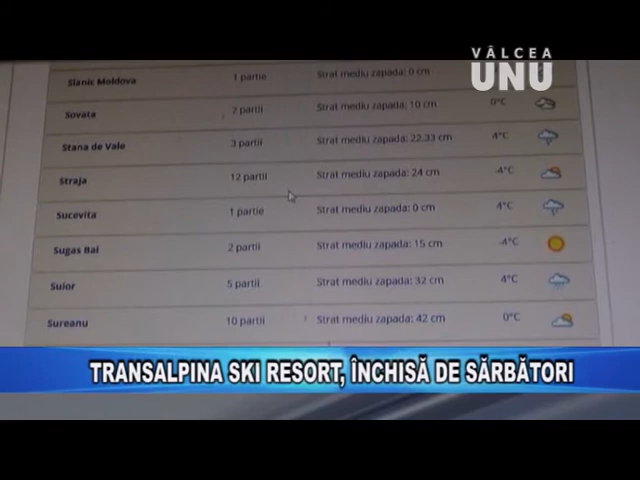 VÂLCEA
UNU
Slanic Moldova 1 partie Strat mediu zapada: 0 cm
Sovata 2 partii Strat mediu zapada: 10 cm 0°C
Stana de Vale 3 partii Strat mediu zapada: 22.33 cm 4°C
Straja 12 partii Strat mediu zapada: 24 cm -4°C
Sucevita 1 partie Strat mediu zapada: 0 cm 4°C
Sugas Bai 2 partii Strat mediu zapada: 15 cm -4°C
Suior 5 partii Strat mediu zapada: 32 cm 4°C
Sureanu 10 partii Strat mediu zapada: 42 cm 0°C
TRANSALPINA SKI RESORT, ÎNCHISĂ DE SĂRBĂTORI